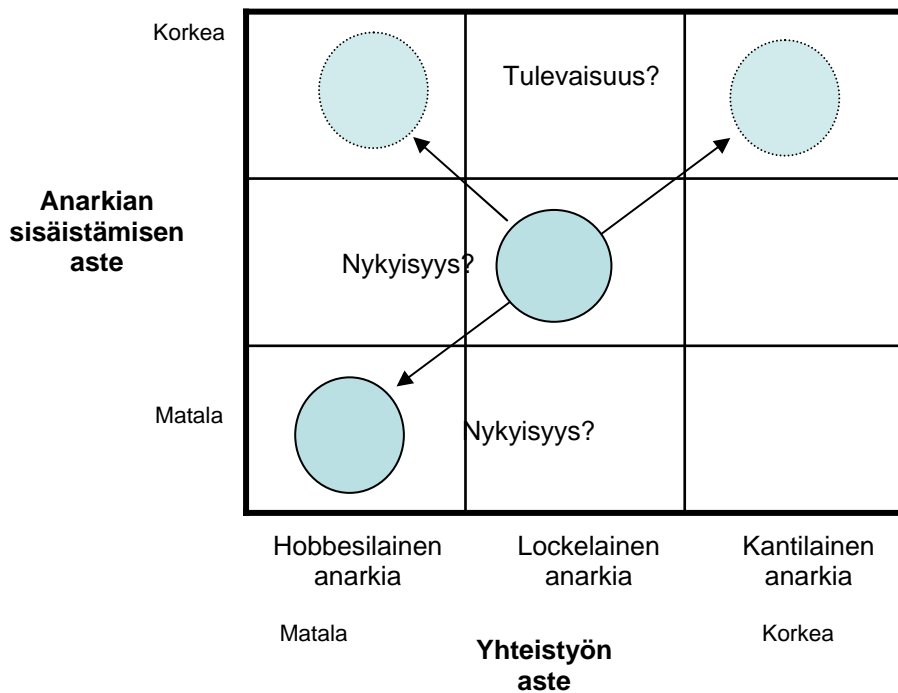 Korkea
Tulevaisuus?
Anarkian
sisäistämisen
aste
Nykyisyys?
Matala
Nykyisyys?
Hobbesilainen
anarkia
Lockelainen
anarkia
Kantilainen
anarkia
Matala
Yhteistyön
aste
Korkea